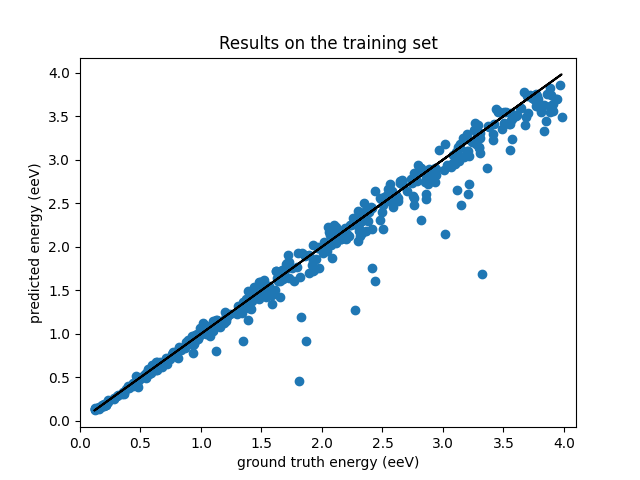 Results on the training set
4.0
3.5
3.0
2.5
2.0
1.5
1.0
0.5
0.0
predicted energy (eeV)
0.0 0.5 1.0 1.5 2.0 2.5 3.0 3.5 4.0
ground truth energy (eeV)